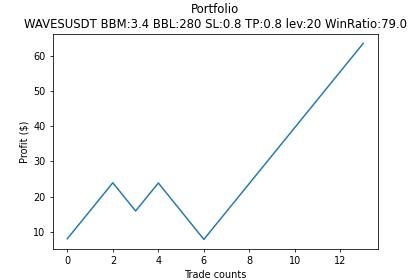 Portfolio
WAVESUSDT BBM:3.4 BBL:280 SL:0.8 TP:0.8 lev:20 WinRatio:79.0
Profit ($)
60
50
40
30
20
10
0 2 4 6 8 10 12
Trade counts